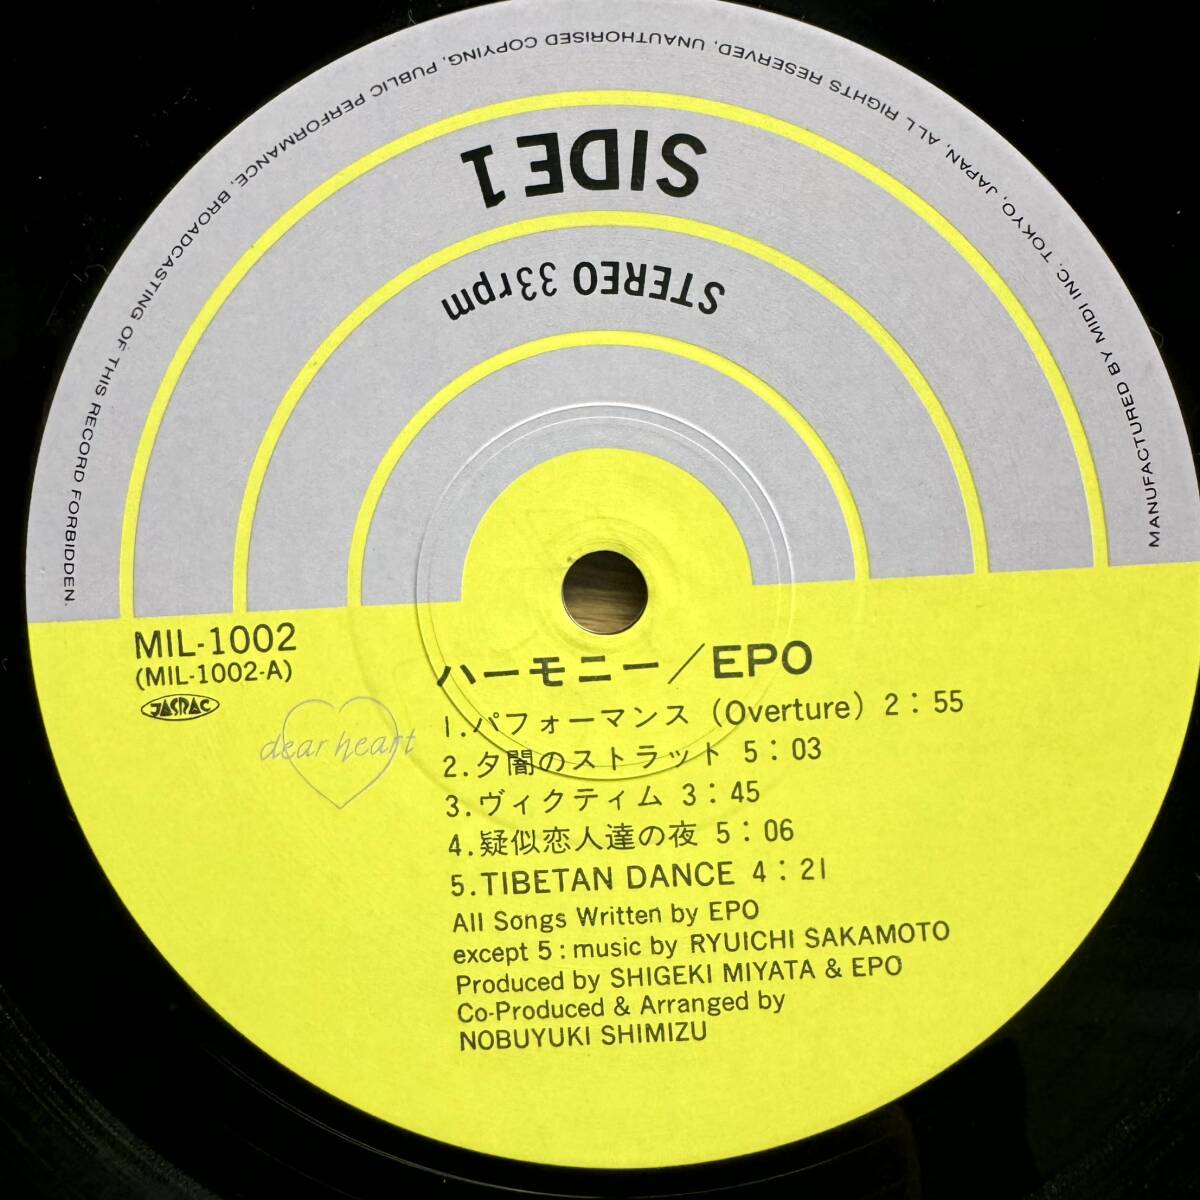 MANUFACTURED BY MIDI INC. TOKYO, JAPAN, ALL RIGHTS RESERVED, UNAUTHORISED COPYING, PUBLIC PERFORMANCE, BROADCASTING OF THIS RECORD FORBIDDEN.
SIDE 1
STEREO 33rpm
MIL-1002
(MIL-1002-A)
JASRAC
dear heart
ハーモニー／EPO
1.パフォーマンス（Overture）2：55
2.夕闇のストラット 5：03
3.ヴィクティム 3：45
4.疑似恋人達の夜 5：06
5.TIBETAN DANCE 4：21
All Songs Written by EPO
except 5 : music by RYUICHI SAKAMOTO
Produced by SHIGEKI MIYATA & EPO
Co-Produced & Arranged by
NOBUYUKI SHIMIZU